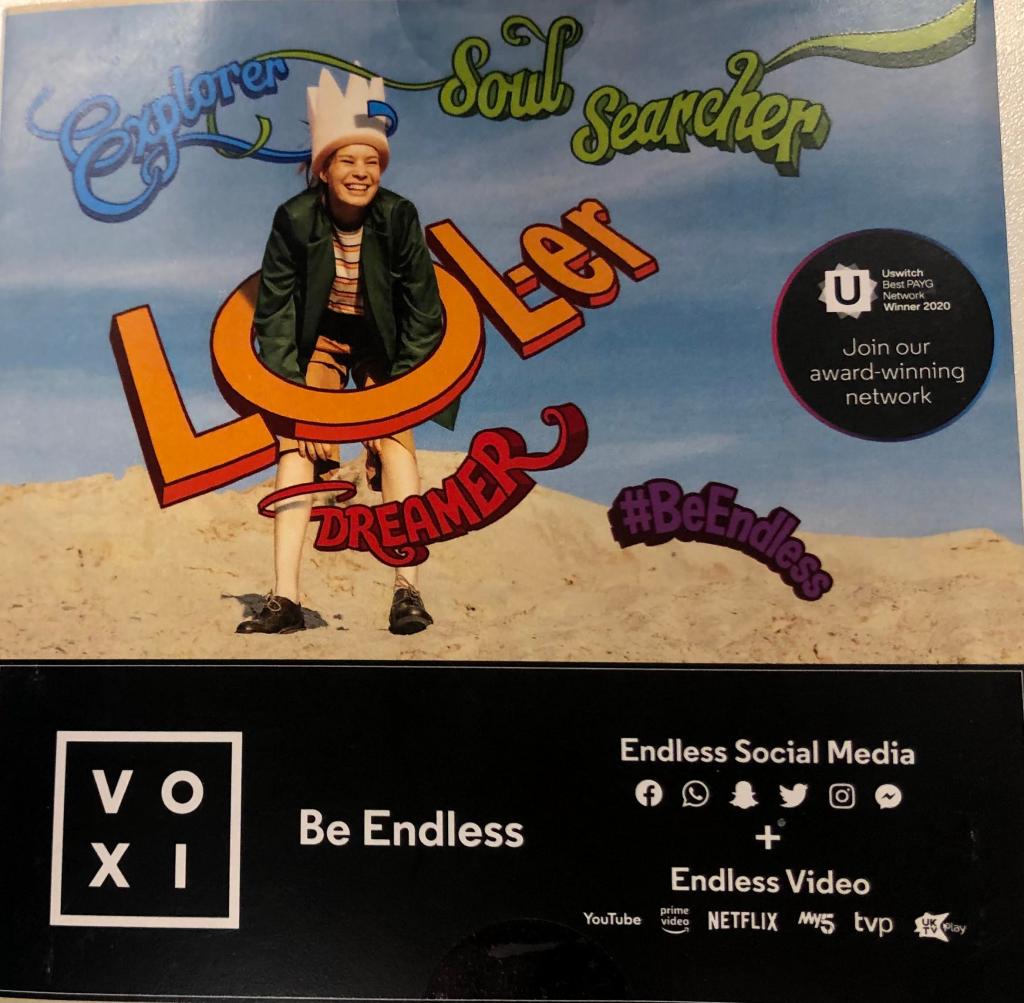 Explorer
Soul
Searcher
LOL-er
DREAMER
#BeEndless
U
Uswitch
Best PAYG
Network
Winner 2020
Join our
award-winning
network
V O
X I
Be Endless
Endless Social Media
+
Endless Video
YouTube prime video NETFLIX My5 tvp UKTV Play